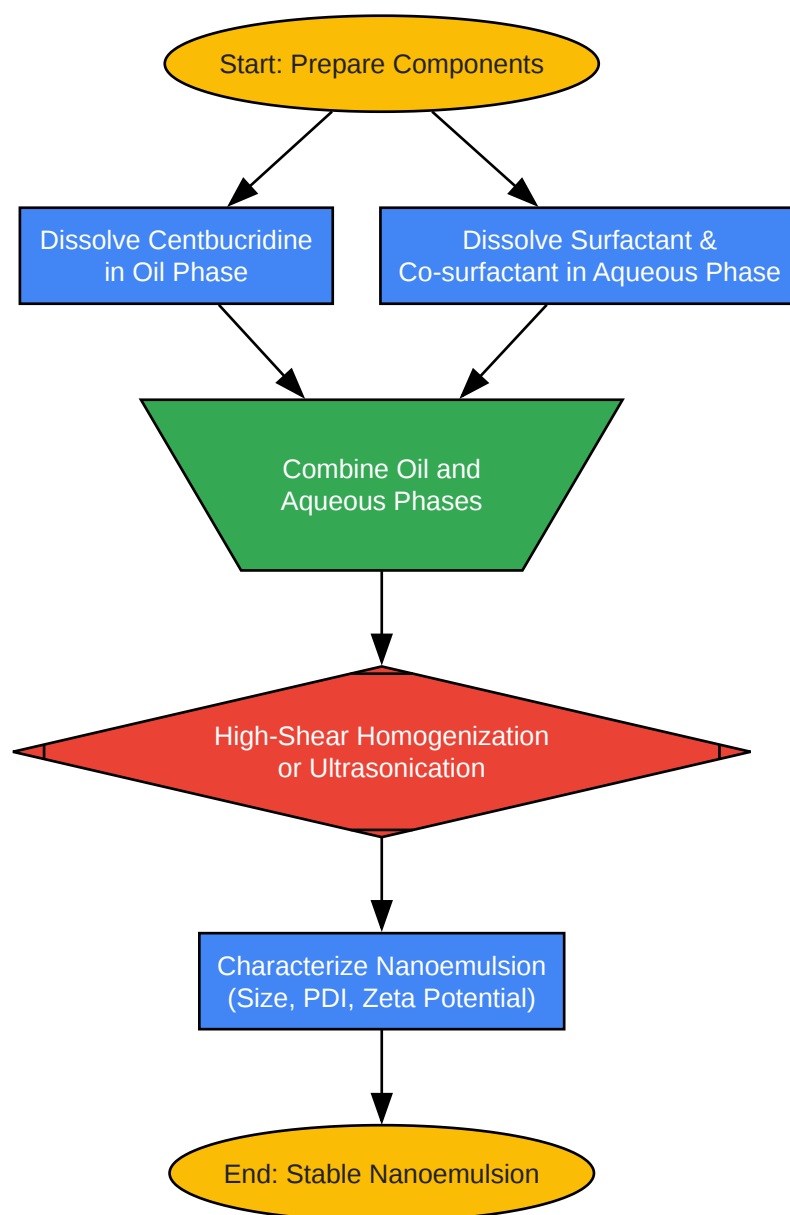 Start: Prepare Components
Dissolve Centbucridine
in Oil Phase
Dissolve Surfactant &
Co-surfactant in Aqueous Phase
Combine Oil and
Aqueous Phases
High-Shear Homogenization
or Ultrasonication
Characterize Nanoemulsion
(Size, PDI, Zeta Potential)
End: Stable Nanoemulsion